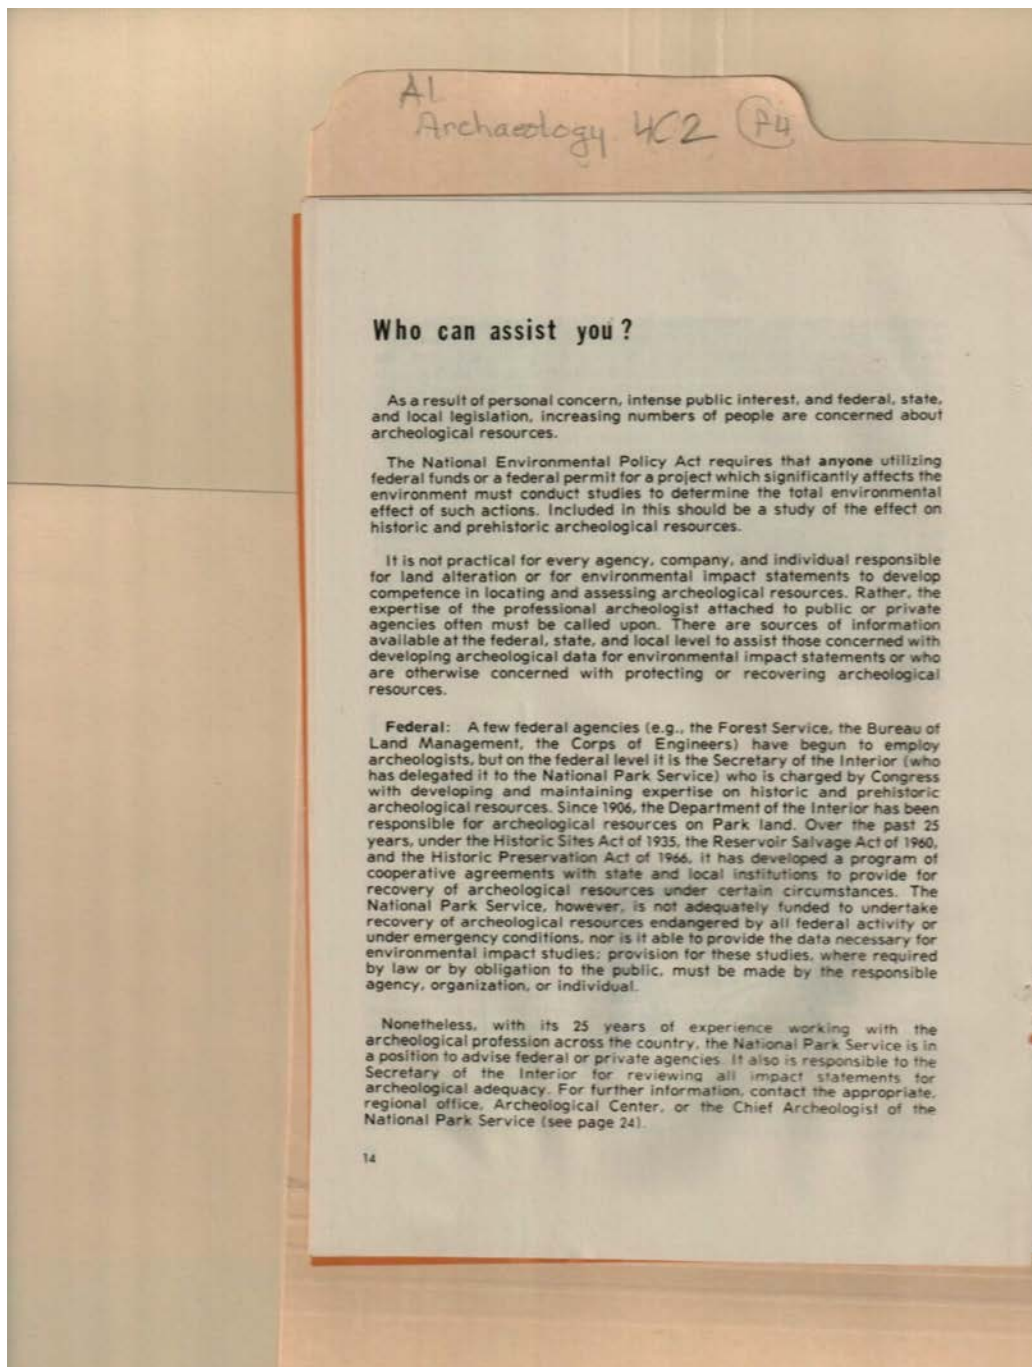 AL
Archaeology 4C2 P4
Who can assist you?
As a result of personal concern, intense public interest, and federal, state,
and local legislation, increasing numbers of people are concerned about
archeological resources.
The National Environmental Policy Act requires that anyone utilizing
federal funds or a federal permit for a project which significantly affects the
environment must conduct studies to determine the total environmental
effect of such actions. Included in this should be a study of the effect on
historic and prehistoric archeological resources.
It is not practical for every agency, company, and individual responsible
for land alteration or for environmental impact statements to develop
competence in locating and assessing archeological resources. Rather, the
expertise of the professional archeologist attached to public or private
agencies often must be called upon. There are sources of information
available at the federal, state, and local level to assist those concerned with
developing archeological data for environmental impact statements or who
are otherwise concerned with protecting or recovering archeological
resources.
Federal: A few federal agencies (e.g., the Forest Service, the Bureau of
Land Management, the Corps of Engineers) have begun to employ
archeologists, but on the federal level it is the Secretary of the Interior (who
has delegated it to the National Park Service) who is charged by Congress
with developing and maintaining expertise on historic and prehistoric
archeological resources. Since 1906, the Department of the Interior has been
responsible for archeological resources on Park land. Over the past 25
years, under the Historic Sites Act of 1935, the Reservoir Salvage Act of 1960,
and the Historic Preservation Act of 1966, it has developed a program of
cooperative agreements with state and local institutions to provide for
recovery of archeological resources under certain circumstances. The
National Park Service, however, is not adequately funded to undertake
recovery of archeological resources endangered by all federal activity or
under emergency conditions, nor is it able to provide the data necessary for
environmental impact studies; provision for these studies, where required
by law or by obligation to the public, must be made by the responsible
agency, organization, or individual.
Nonetheless, with its 25 years of experience working with the
archeological profession across the country, the National Park Service is in
a position to advise federal or private agencies. It also is responsible to the
Secretary of the Interior for reviewing all impact statements for
archeological adequacy. For further information, contact the appropriate,
regional office, Archeological Center, or the Chief Archeologist of the
National Park Service (see page 24).
14